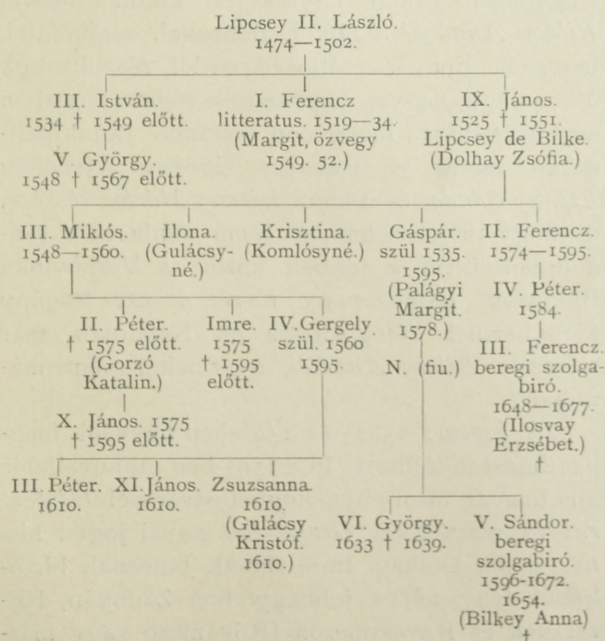 Lipcsey II. László.
1474—1502.
III. István.
1534 † 1549 előtt.
V. György.
1548 † 1567 előtt.
I. Ferencz
litteratus. 1519—34.
(Margit, özvegy
1549. 52.)
IX. János.
1525 † 1551.
Lipcsey de Bilke.
(Dolhay Zsófia.)
III. Miklós.
1548—1560.
Ilona.
(Gulácsy-
né.)
Krisztina.
(Komlósyné.)
Gáspár.
szül 1535.
1595.
(Palágyi
Margit.
1578.)
II. Ferencz.
1574—1595.
IV. Péter.
1584.
III. Ferencz.
beregi szolga-
biró.
1648—1677.
(Ilosvay
Erzsébet.)
†
II. Péter.
† 1575 előtt.
(Gorzó
Katalin.)
X. János. 1575
† 1595 előtt.
Imre.
1575
† 1595
előtt.
IV. Gergely.
szül. 1560
1595.
N. (fiu.)
III. Péter.
1610.
XI. János.
1610.
Zsuzsanna.
1610.
(Gulácsy
Kristóf.
1610.)
VI. György.
1633 † 1639.
V. Sándor.
beregi
szolgabiró.
1596-1672.
1654.
(Bilkey Anna)
†